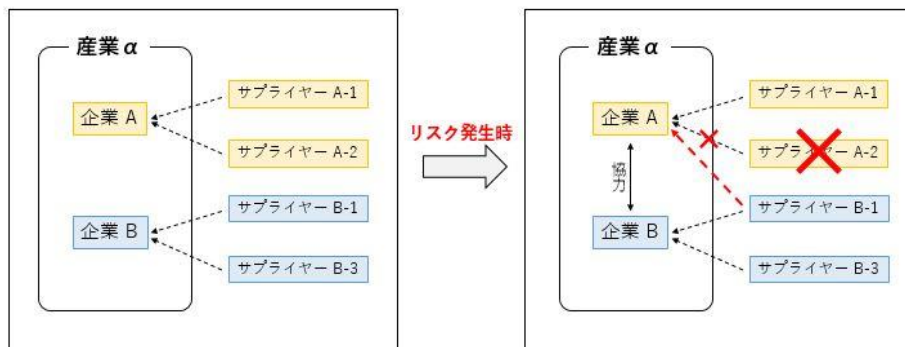 産業α
企業 A
サプライヤー A-1
サプライヤー A-2
企業 B
サプライヤー B-1
サプライヤー B-3
リスク発生時
産業α
企業 A
サプライヤー A-1
サプライヤー A-2
協力
企業 B
サプライヤー B-1
サプライヤー B-3